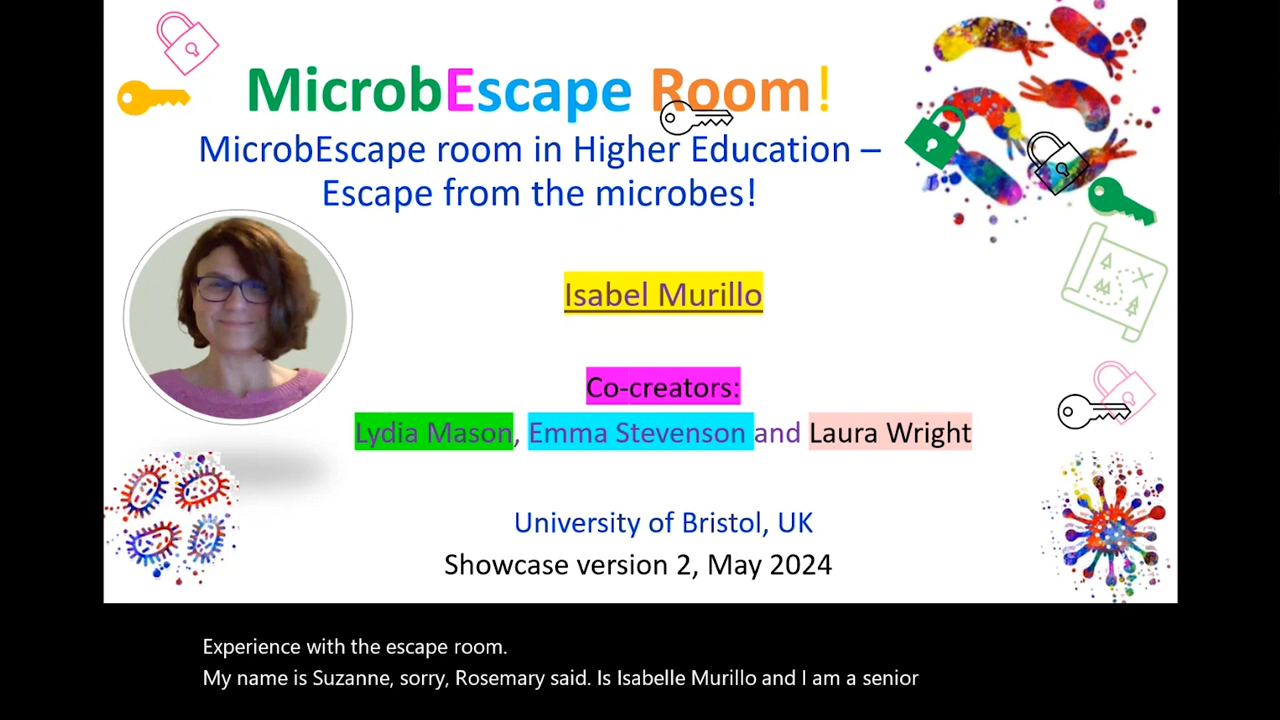 MicrobEscape Room!
MicrobEscape room in Higher Education –
Escape from the microbes!
Isabel Murillo
Co-creators:
Lydia Mason, Emma Stevenson and Laura Wright
University of Bristol, UK
Showcase version 2, May 2024
Experience with the escape room.
My name is Suzanne, sorry, Rosemary said. Is Isabelle Murillo and I am a senior